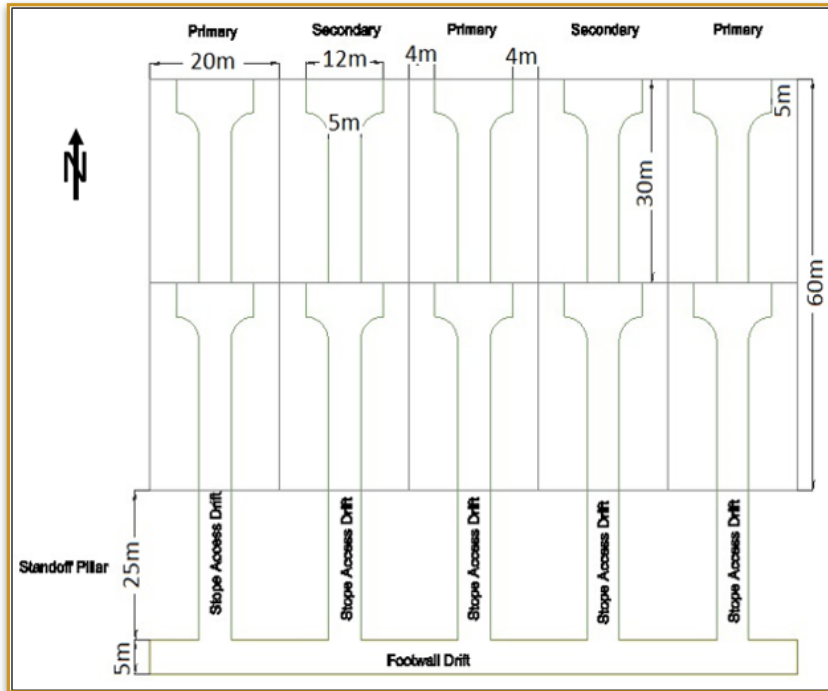 Primary Secondary Primary Secondary Primary
20m 12m 4m 4m
5m 5m
N
30m
60m
Stope Access Drift Stope Access Drift Stope Access Drift Stope Access Drift Stope Access Drift
Standoff Pillar 25m
5m Footwall Drift